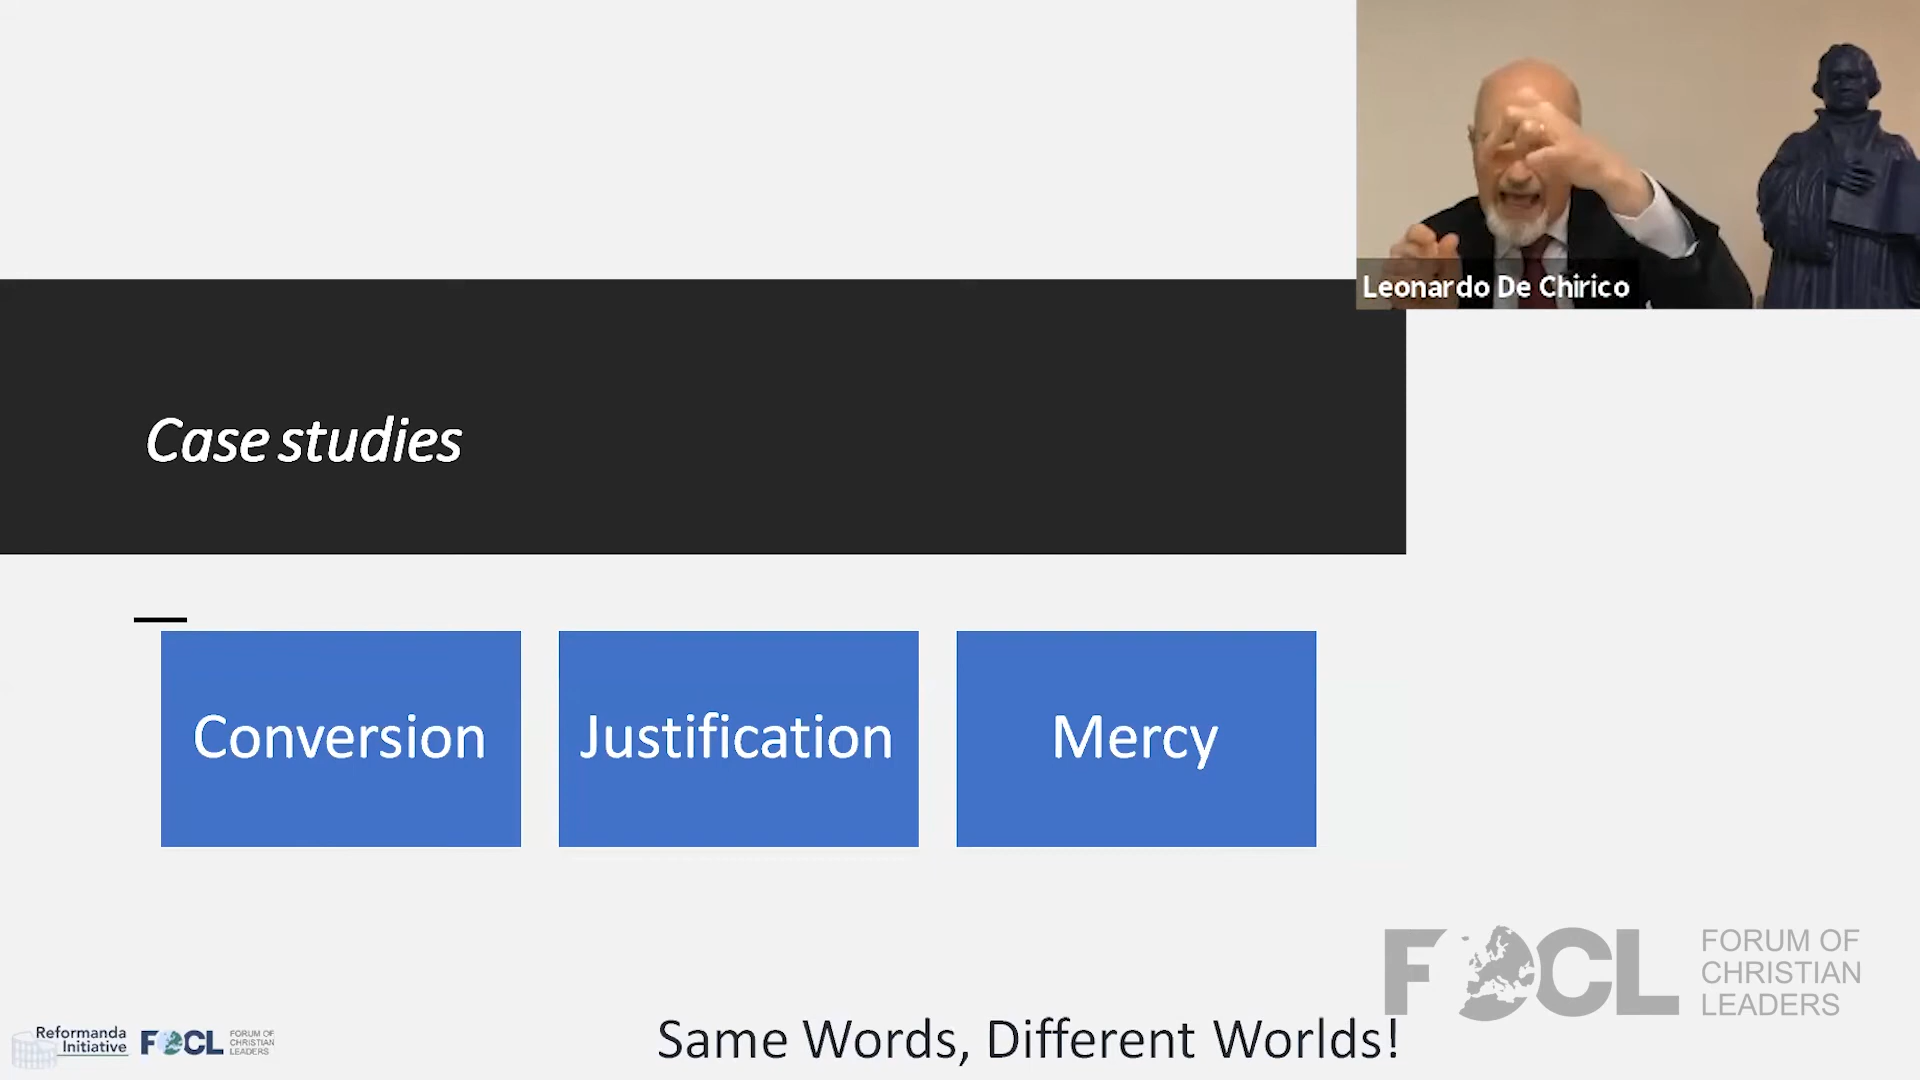 Leonardo De Chirico
Case studies
Conversion
Justification
Mercy
FOCL
FORUM OF
CHRISTIAN
LEADERS
Reformanda
Initiative
FOCL
FORUM OF
CHRISTIAN
LEADERS
Same Words, Different Worlds!